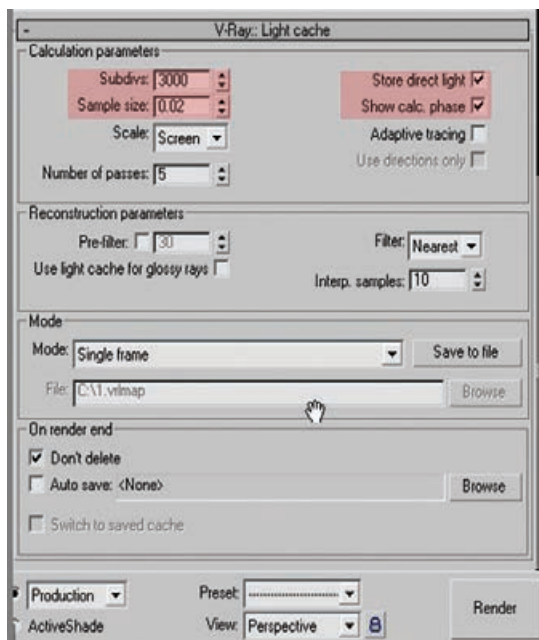 - V-Ray:: Light cache
Calculation parameters
Subdivs: 3000 Store direct light
Sample size: 0.02 Show calc. phase
Scale: Screen Adaptive tracing
Use directions only
Number of passes: 5
Reconstruction parameters
Pre-filter: 30 Filter: Nearest
Use light cache for glossy rays
Interp. samples: 10
Mode
Mode: Single frame Save to file
File: C:\1.vrlmap Browse
On render end
Don't delete
Auto save: <None> Browse
Switch to saved cache
Production Preset: -------------------- Render
ActiveShade View: Perspective